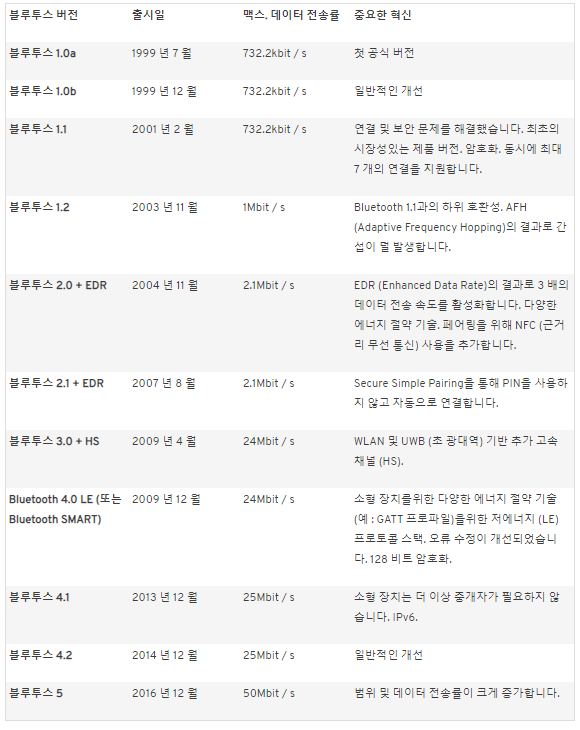 블루투스 버전 출시일 맥스. 데이터 전송률 중요한 혁신
블루투스 1.0a 1999 년 7 월 732.2kbit / s 첫 공식 버전
블루투스 1.0b 1999 년 12 월 732.2kbit / s 일반적인 개선
블루투스 1.1 2001 년 2 월 732.2kbit / s 연결 및 보안 문제를 해결했습니다. 최초의
시장성있는 제품 버전. 암호화. 동시에 최대
7 개의 연결을 지원합니다.
블루투스 1.2 2003 년 11 월 1Mbit / s Bluetooth 1.1과의 하위 호환성. AFH
(Adaptive Frequency Hopping)의 결과로 간
섭이 덜 발생합니다.
블루투스 2.0 + EDR 2004 년 11 월 2.1Mbit / s EDR (Enhanced Data Rate)의 결과로 3 배의
데이터 전송 속도를 활성화합니다. 다양한
에너지 절약 기술. 페어링을 위해 NFC (근거
리 무선 통신) 사용을 추가합니다.
블루투스 2.1 + EDR 2007 년 8 월 2.1Mbit / s Secure Simple Pairing을 통해 PIN을 사용하
지 않고 자동으로 연결합니다.
블루투스 3.0 + HS 2009 년 4 월 24Mbit / s WLAN 및 UWB (초 광대역) 기반 추가 고속
채널 (HS).
Bluetooth 4.0 LE (또는 2009 년 12 월 24Mbit / s 소형 장치를위한 다양한 에너지 절약 기술
Bluetooth SMART) (예 : GATT 프로파일)을위한 저에너지 (LE)
프로토콜 스택. 오류 수정이 개선되었습니
다. 128 비트 암호화.
블루투스 4.1 2013 년 12 월 25Mbit / s 소형 장치는 더 이상 중개자가 필요하지 않
습니다. IPv6.
블루투스 4.2 2014 년 12 월 25Mbit / s 일반적인 개선
블루투스 5 2016 년 12 월 50Mbit / s 범위 및 데이터 전송률이 크게 증가합니다.